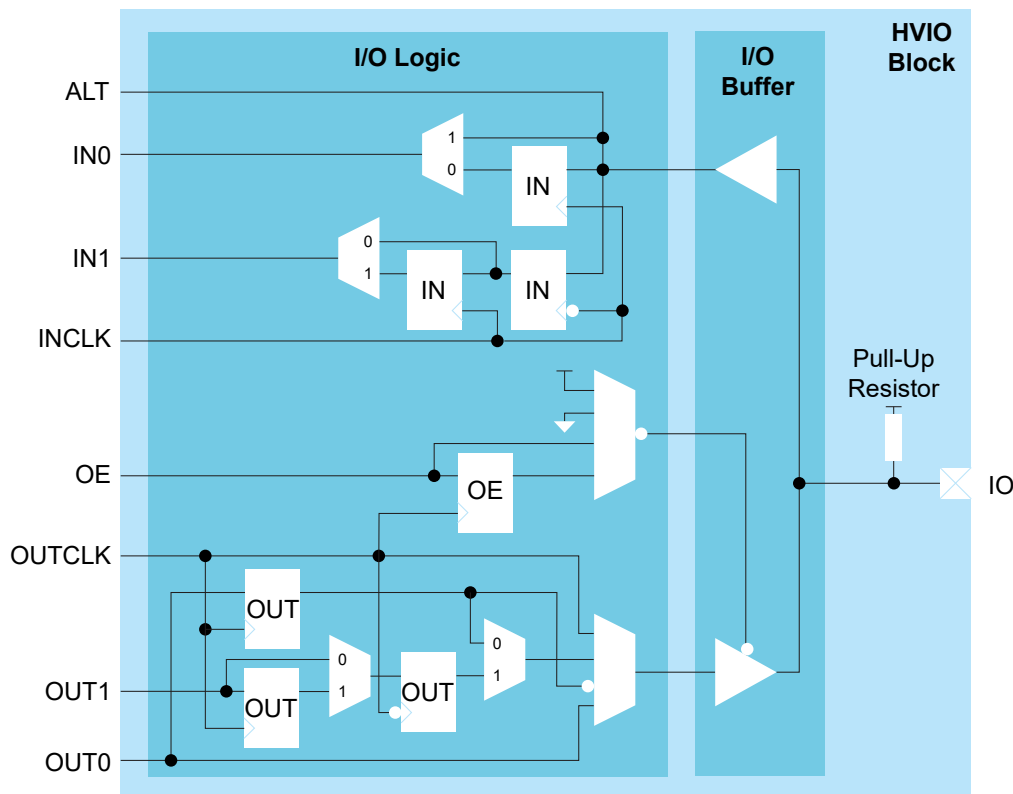 HVIO
Block
I/O Logic
I/O
Buffer
ALT
1
IN0
0
IN
0
IN1
1
IN
IN
INCLK
Pull-Up
Resistor
OE
OE
IO
OUTCLK
OUT
0
0
1
OUT1
1
OUT
OUT
OUT0